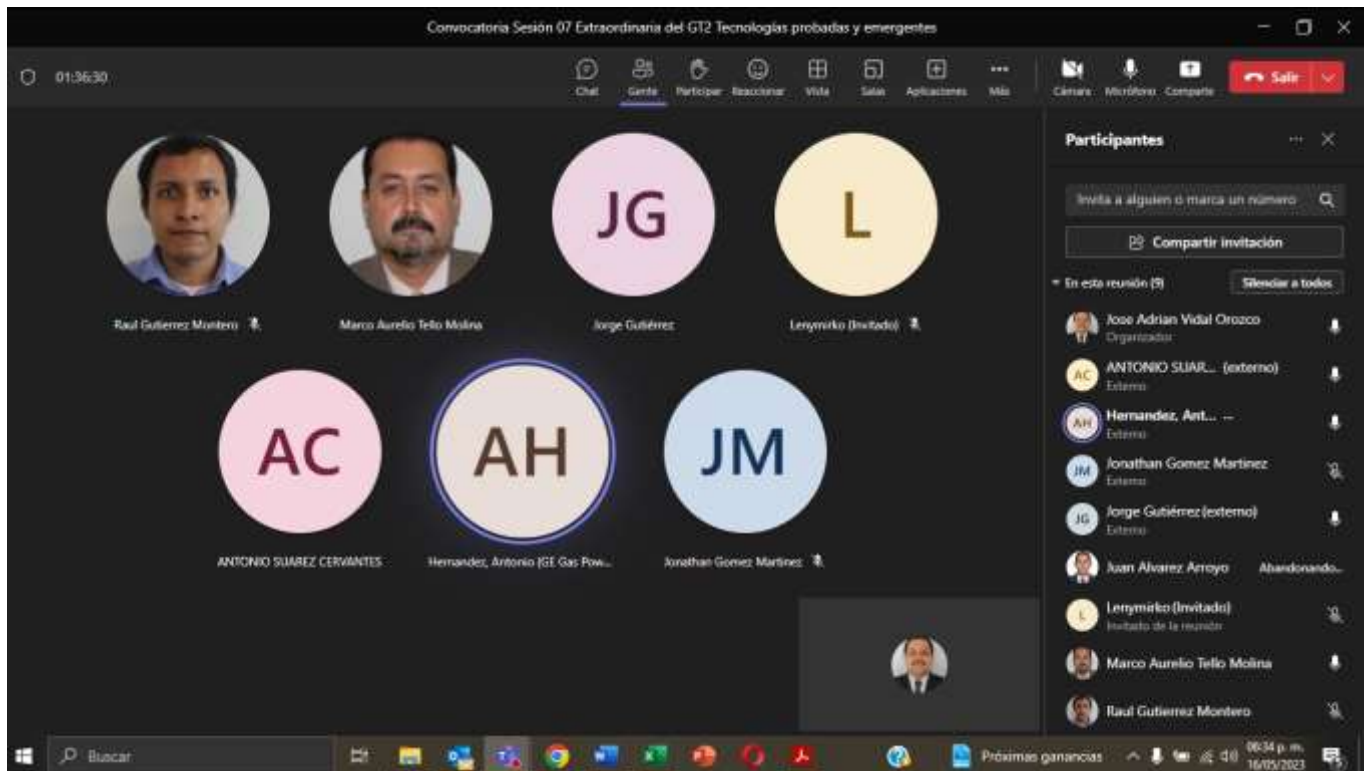 Convocatoria Sesión 07 Extraordinaria del GT2 Tecnologías probadas y emergentes
01:36:30
Chat Gente Participar Reaccionar Vista Salas Aplicaciones Más Cámara Micrófono Compartir Salir
JG
L
Raul Gutierrez Montero
Marco Aurelio Tello Molina
Jorge Gutiérrez
Lenymirko (Invitado)
AC
AH
JM
ANTONIO SUAREZ CERVANTES
Hernandez, Antonio (GE Gas Pow...
Jonathan Gomez Martinez
Participantes
Invita a alguien o marca un número
Compartir invitación
En esta reunión (9) Silenciar a todos
Jose Adrian Vidal Orozco
Organizador
AC ANTONIO SUAR... (externo)
Externo
AH Hernandez, Ant... ...
Externo
JM Jonathan Gomez Martinez
Externo
JG Jorge Gutiérrez (externo)
Externo
Juan Alvarez Arroyo Abandonando...
L Lenymirko (Invitado)
Invitado de la reunión
Marco Aurelio Tello Molina
Raul Gutierrez Montero
Buscar
Próximas ganancias
06:34 p. m.
16/05/2023